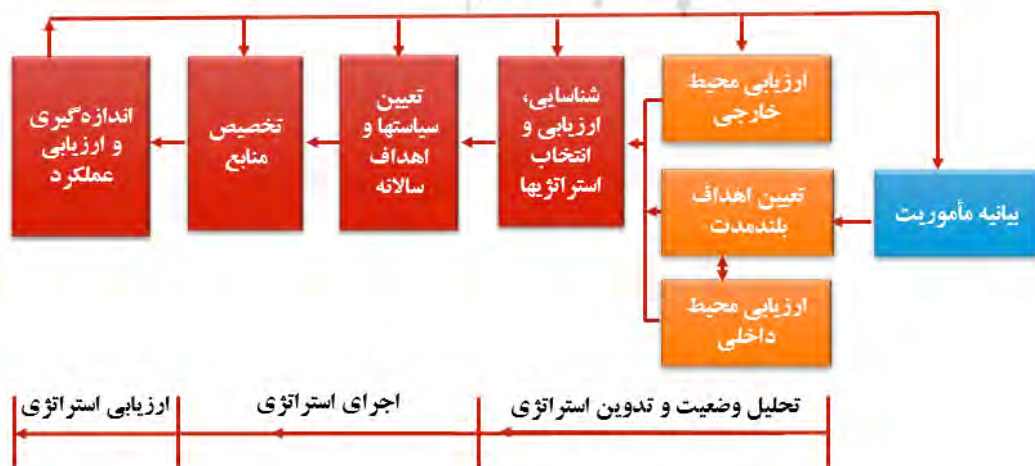 بیانیه مأموریت
ارزیابی محیط
خارجی
تعیین اهداف
بلندمدت
ارزیابی محیط
داخلی
شناسایی،
ارزیابی و
انتخاب
استراتژیها
تعیین
سیاستها و
اهداف
سالانه
تخصیص
منابع
اندازه‌گیری
و ارزیابی
عملکرد
تحلیل وضعیت و تدوین استراتژی
اجرای استراتژی
ارزیابی استراتژی